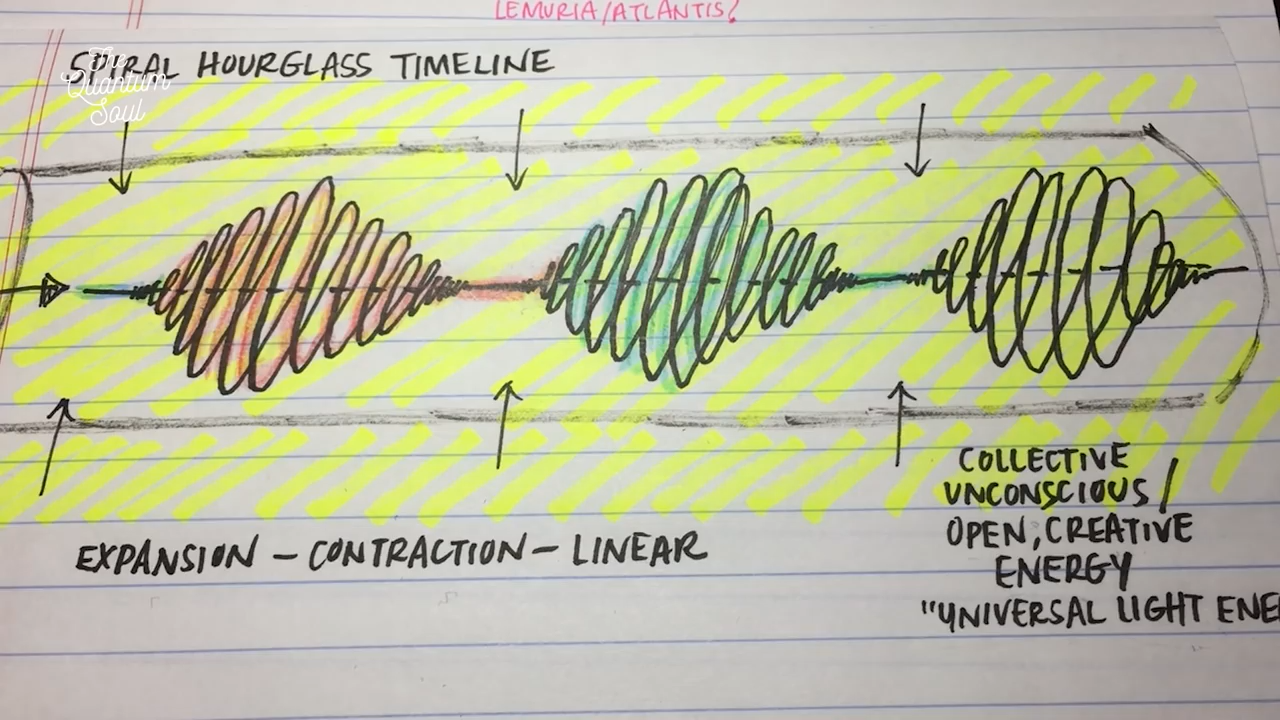 LEMURIA/ATLANTIS?
SPIRAL HOURGLASS TIMELINE
The
Quantum
Soul
EXPANSION – CONTRACTION – LINEAR
COLLECTIVE
UNCONSCIOUS /
OPEN, CREATIVE
ENERGY
"UNIVERSAL LIGHT ENE